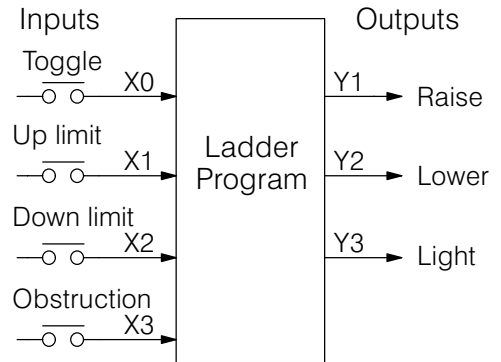 Inputs
Outputs
Toggle
X0
Y1
Raise
Up limit
X1
Ladder
Program
Y2
Lower
Down limit
X2
Y3
Light
Obstruction
X3